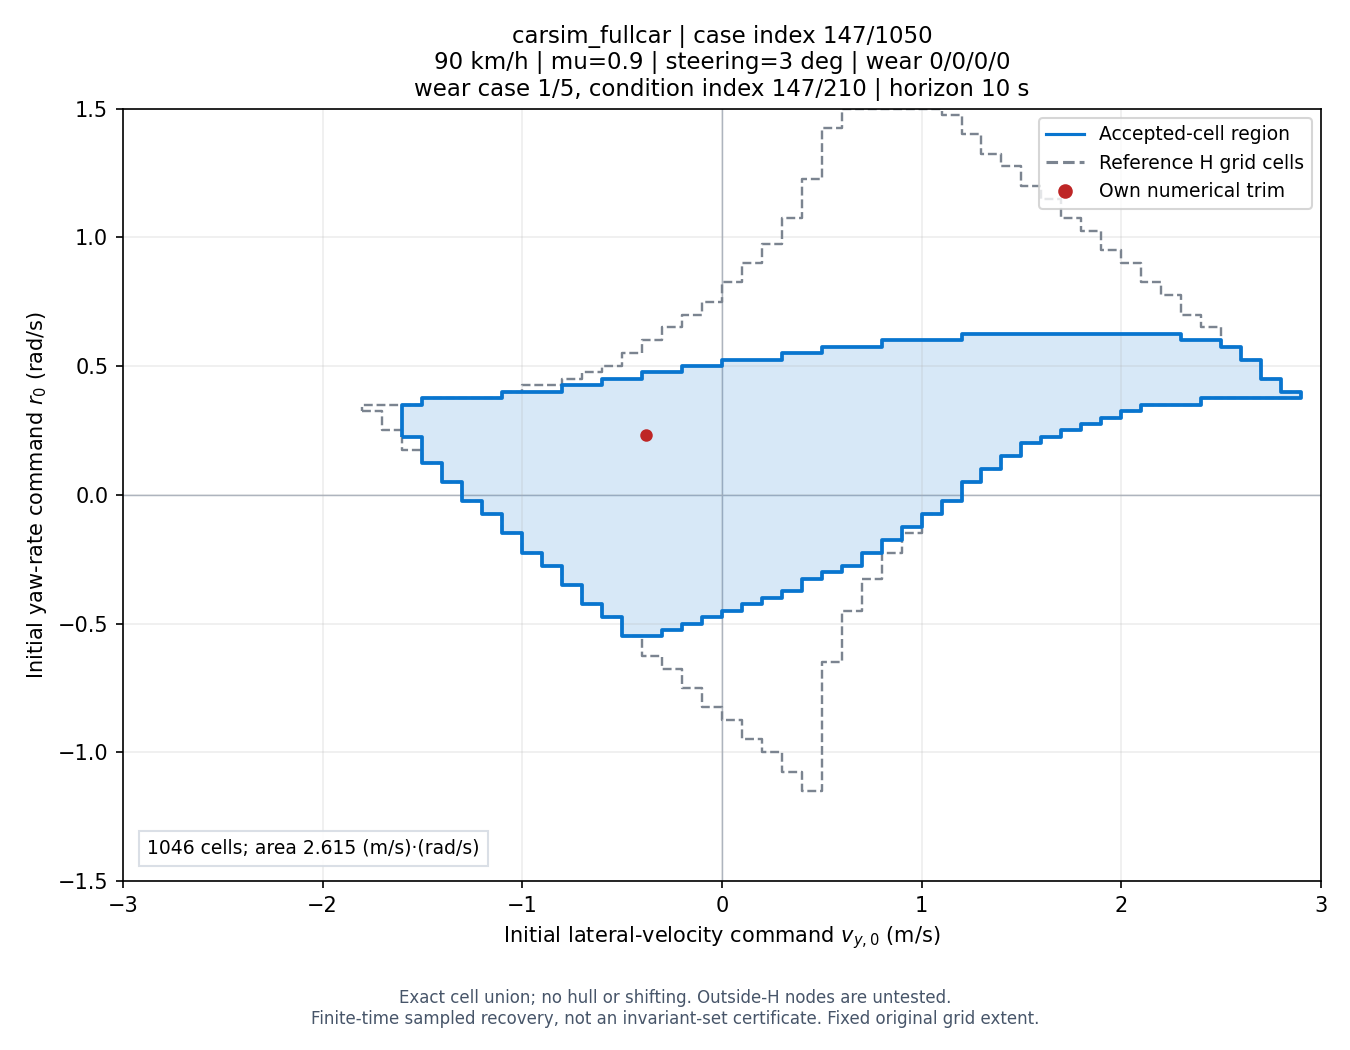 carsim_fullcar | case index 147/1050
90 km/h | mu=0.9 | steering=3 deg | wear 0/0/0/0
wear case 1/5, condition index 147/210 | horizon 10 s
Accepted-cell region
Reference H grid cells
Own numerical trim
1.5
1.0
0.5
0.0
−0.5
−1.0
−1.5
Initial yaw-rate command r0 (rad/s)
1046 cells; area 2.615 (m/s)·(rad/s)
−3 −2 −1 0 1 2 3
Initial lateral-velocity command vy,0 (m/s)
Exact cell union; no hull or shifting. Outside-H nodes are untested.
Finite-time sampled recovery, not an invariant-set certificate. Fixed original grid extent.